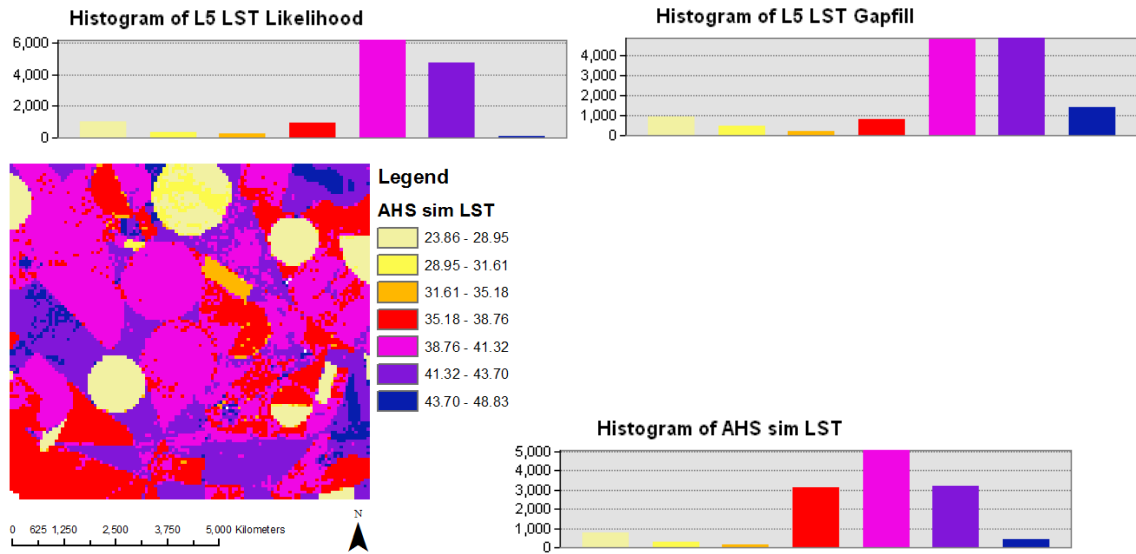 Histogram of L5 LST Likelihood
6,000
4,000
2,000
0
Histogram of L5 LST Gapfill
4,000
3,000
2,000
1,000
0
Legend
AHS sim LST
23.86 - 28.95
28.95 - 31.61
31.61 - 35.18
35.18 - 38.76
38.76 - 41.32
41.32 - 43.70
43.70 - 48.83
0 625 1,250 2,500 3,750 5,000 Kilometers
N
Histogram of AHS sim LST
5,000
4,000
3,000
2,000
1,000
0